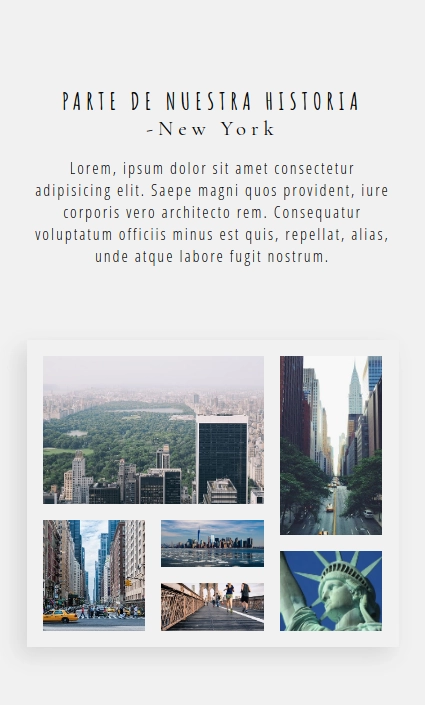 PARTE DE NUESTRA HISTORIA
-New York
Lorem, ipsum dolor sit amet consectetur
adipisicing elit. Saepe magni quos provident, iure
corporis vero architecto rem. Consequatur
voluptatum officiis minus est quis, repellat, alias,
unde atque labore fugit nostrum.